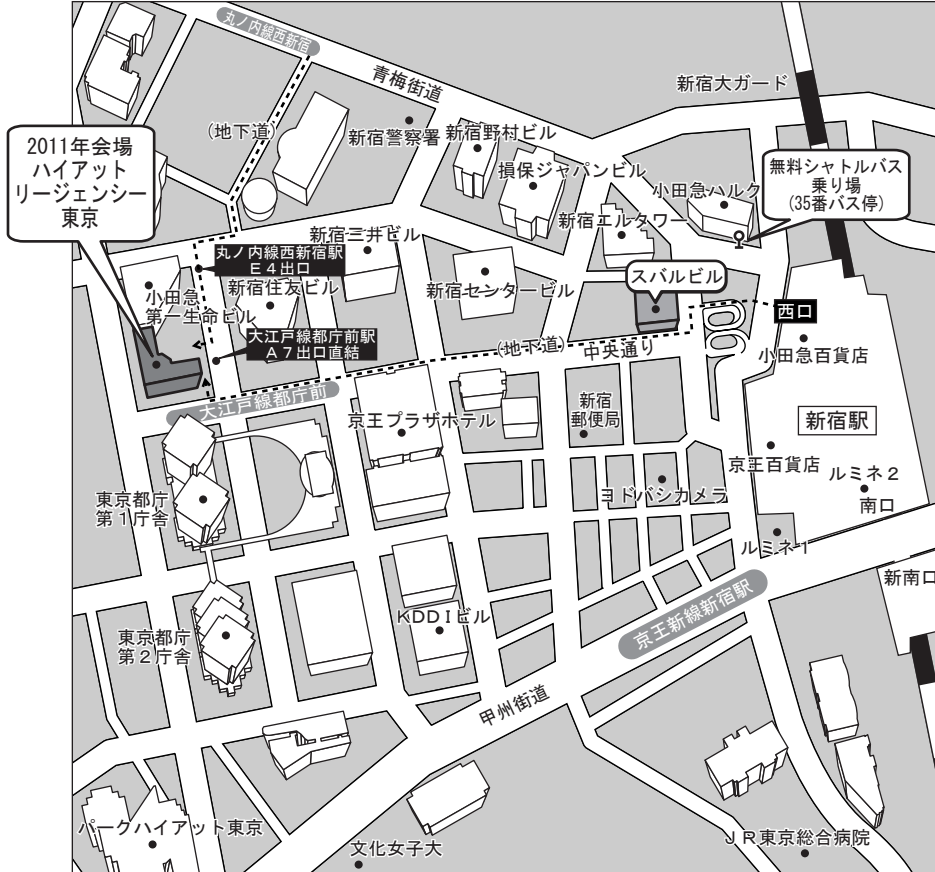 丸ノ内線西新宿
青梅街道
新宿大ガード
(地下道)
新宿警察署
新宿野村ビル
損保ジャパンビル
2011年会場
ハイアット
リージェンシー
東京
無料シャトルバス
乗り場
(35番バス停)
小田急ハルク
新宿エルタワー
新宿三井ビル
丸ノ内線西新宿駅
E4出口
スバルビル
新宿センタービル
新宿住友ビル
小田急
第一生命ビル
西口
大江戸線都庁前駅
A7出口直結
(地下道)
中央通り
小田急百貨店
大江戸線都庁前
京王プラザホテル
新宿
郵便局
新宿駅
京王百貨店
ルミネ2
南口
ヨドバシカメラ
東京都庁
第1庁舎
ルミネ1
新南口
KDDIビル
京王新線新宿駅
東京都庁
第2庁舎
甲州街道
パークハイアット東京
文化女子大
JR東京総合病院